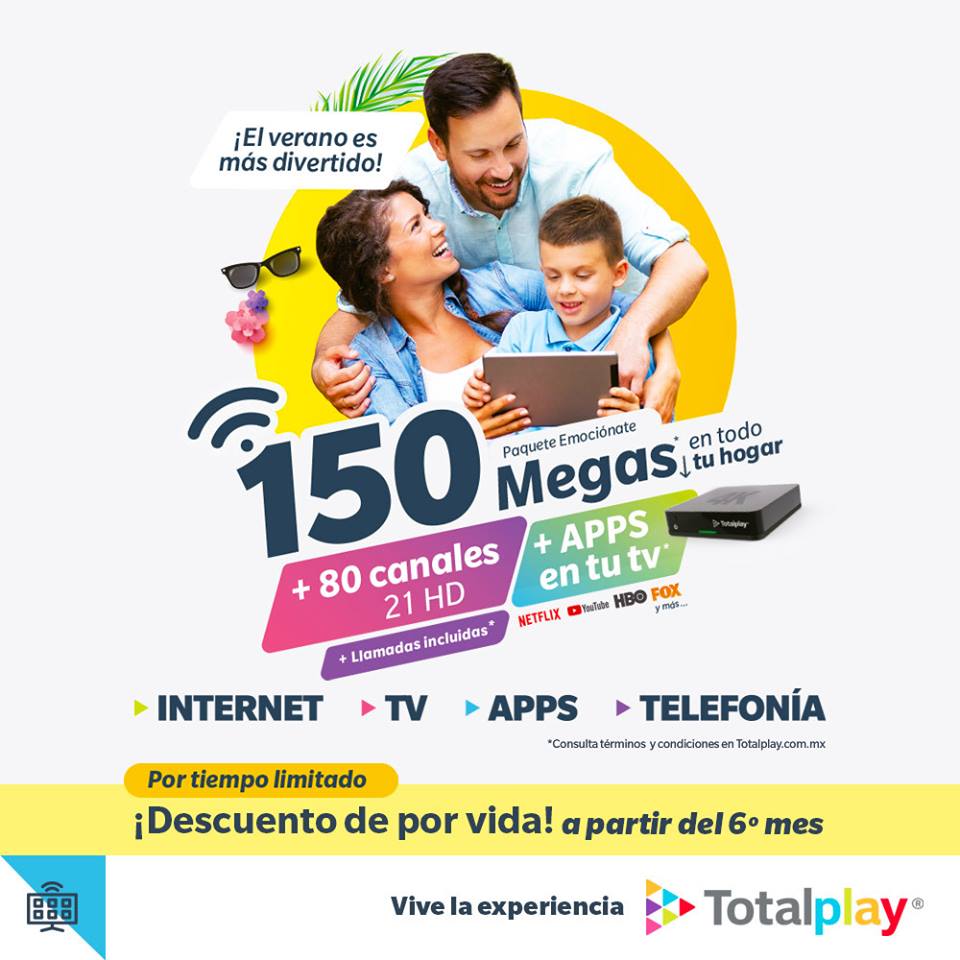 ¡El verano es
más divertido!
Paquete Emociónate
150 Megas* en todo
↓tu hogar
4K
Totalplay
+ 80 canales
21 HD
+ APPS
en tu tv*
NETFLIX YouTube HBO FOX
y más...
+ Llamadas incluidas*
INTERNET TV APPS TELEFONÍA
*Consulta términos y condiciones en Totalplay.com.mx
Por tiempo limitado
¡Descuento de por vida! a partir del 6º mes
Vive la experiencia Totalplay®